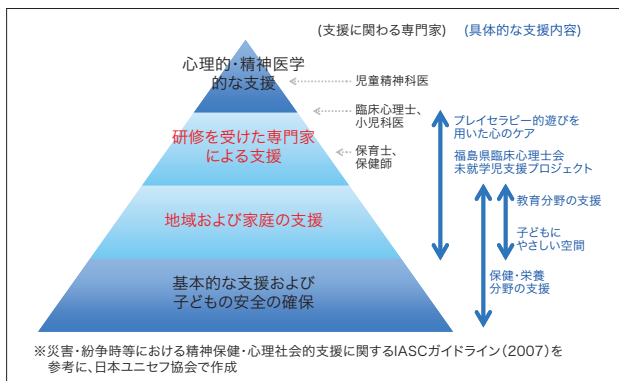 (支援に関わる専門家)
(具体的な支援内容)
心理的・精神医学
的な支援
児童精神科医
臨床心理士、
小児科医
研修を受けた専門家
による支援
保育士、
保健師
プレイセラピー的遊びを
用いた心のケア
福島県臨床心理士会
未就学児支援プロジェクト
地域および家庭の支援
教育分野の支援
子どもに
やさしい空間
基本的な支援および
子どもの安全の確保
保健・栄養
分野の支援
※災害・紛争時等における精神保健・心理社会的支援に関するIASCガイドライン(2007)を
参考に、日本ユニセフ協会で作成